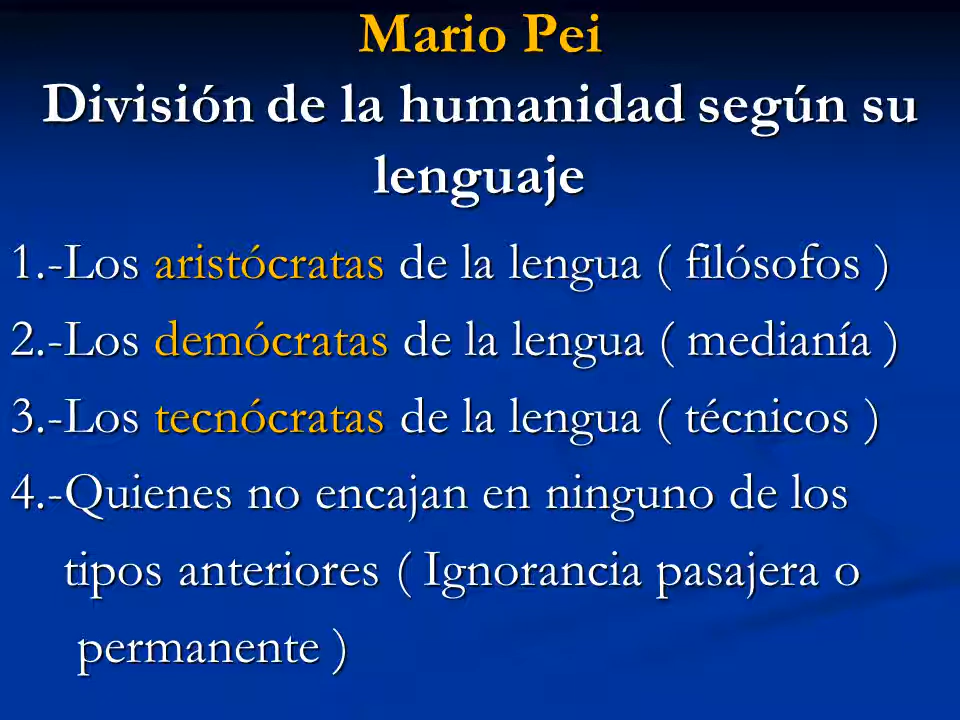 Mario Pei
División de la humanidad según su
lenguaje
1.-Los aristócratas de la lengua ( filósofos )
2.-Los demócratas de la lengua ( medianía )
3.-Los tecnócratas de la lengua ( técnicos )
4.-Quienes no encajan en ninguno de los
tipos anteriores ( Ignorancia pasajera o
permanente )